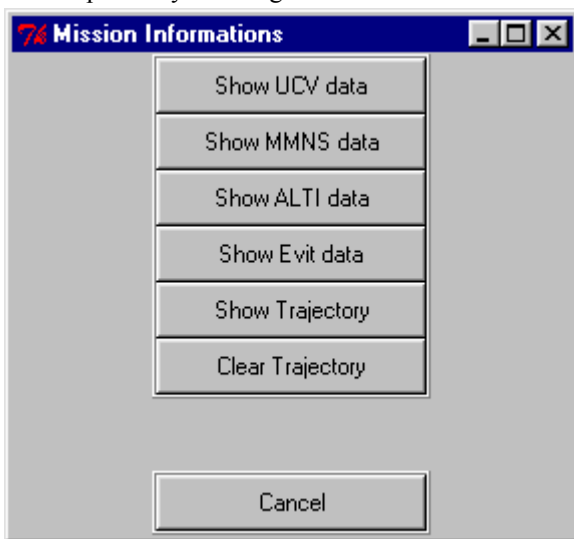 Mission Informations
Show UCV data
Show MMNS data
Show ALTI data
Show Evit data
Show Trajectory
Clear Trajectory
Cancel